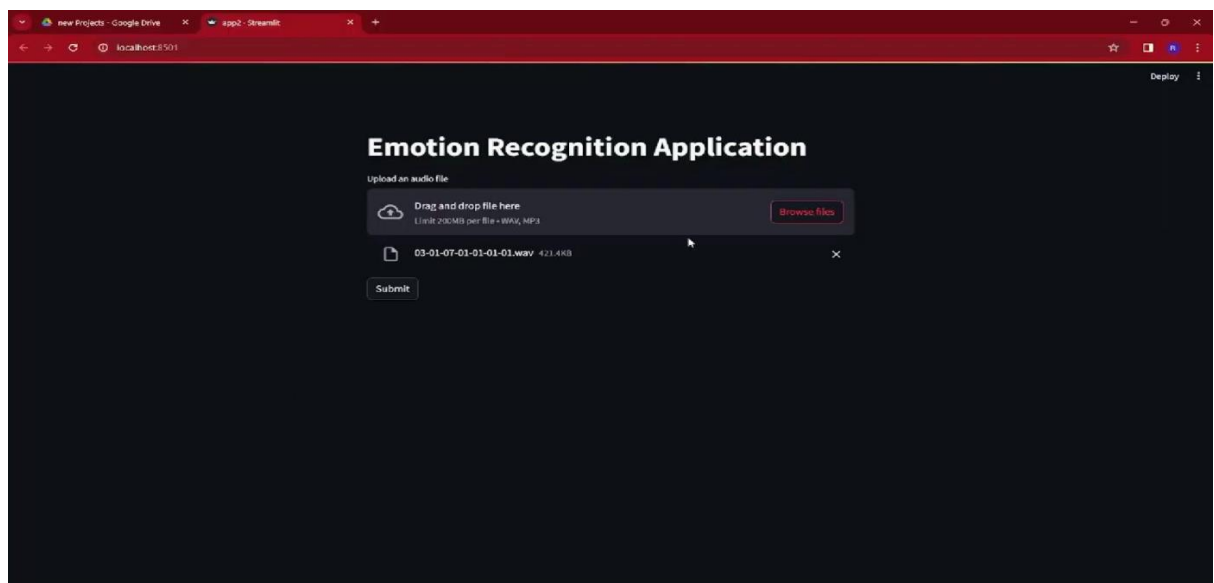 new Projects - Google Drive
app2 · Streamlit
localhost:8501
Deploy
Emotion Recognition Application
Upload an audio file
Drag and drop file here
Limit 200MB per file • WAV, MP3
Browse files
03-01-07-01-01-01-01.wav 421.4KB
Submit